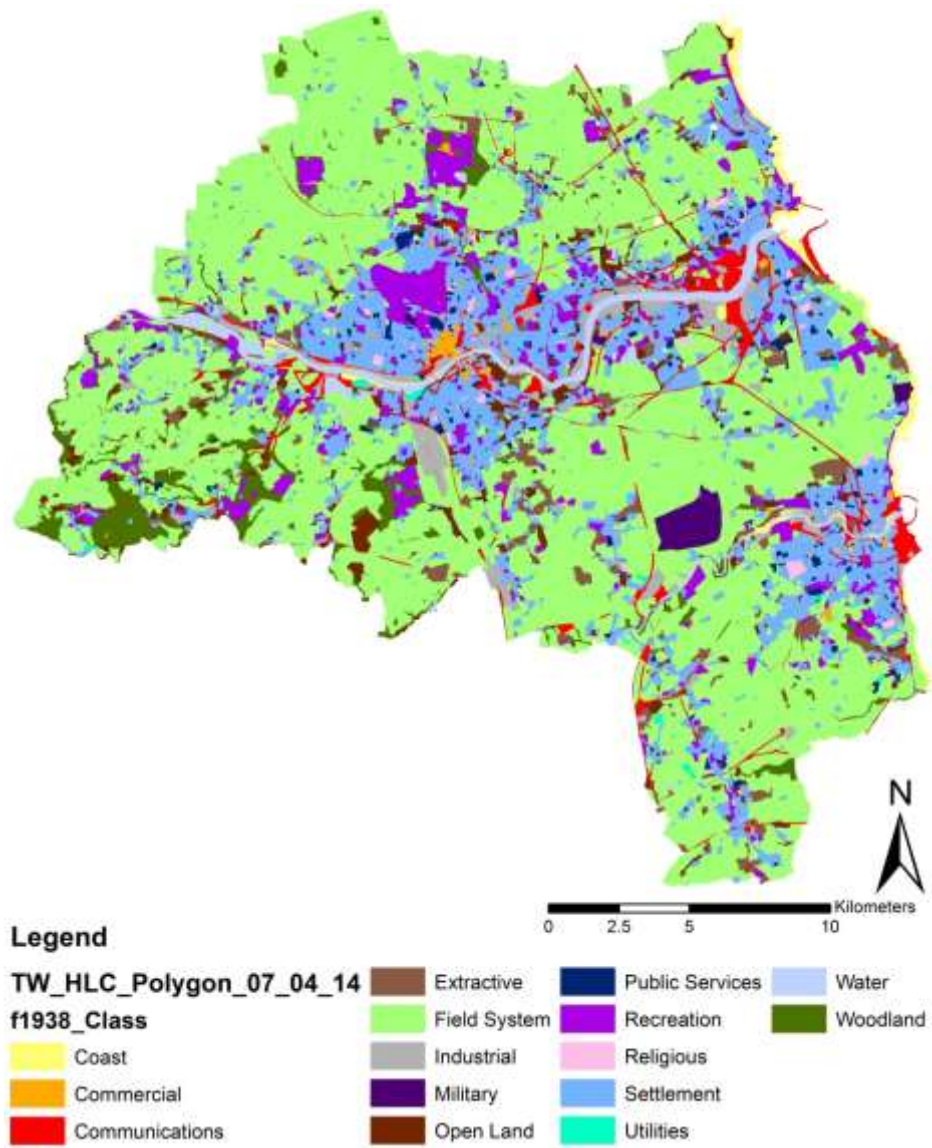 N
Kilometers
0 2.5 5 10
Legend
TW_HLC_Polygon_07_04_14
f1938_Class
Coast
Commercial
Communications
Extractive
Field System
Industrial
Military
Open Land
Public Services
Recreation
Religious
Settlement
Utilities
Water
Woodland